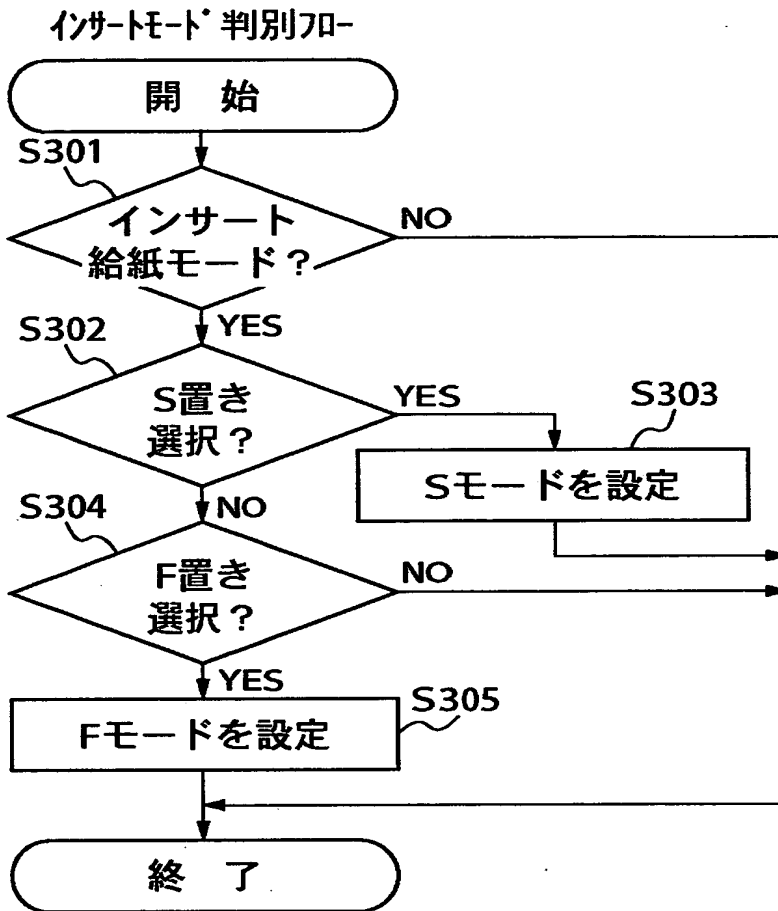 インサートモード 判別フロー
開 始
S301
インサート
給紙モード?
NO
YES
S302
S置き
選択?
YES
S303
Sモードを設定
NO
S304
F置き
選択?
NO
YES
S305
Fモードを設定
終 了